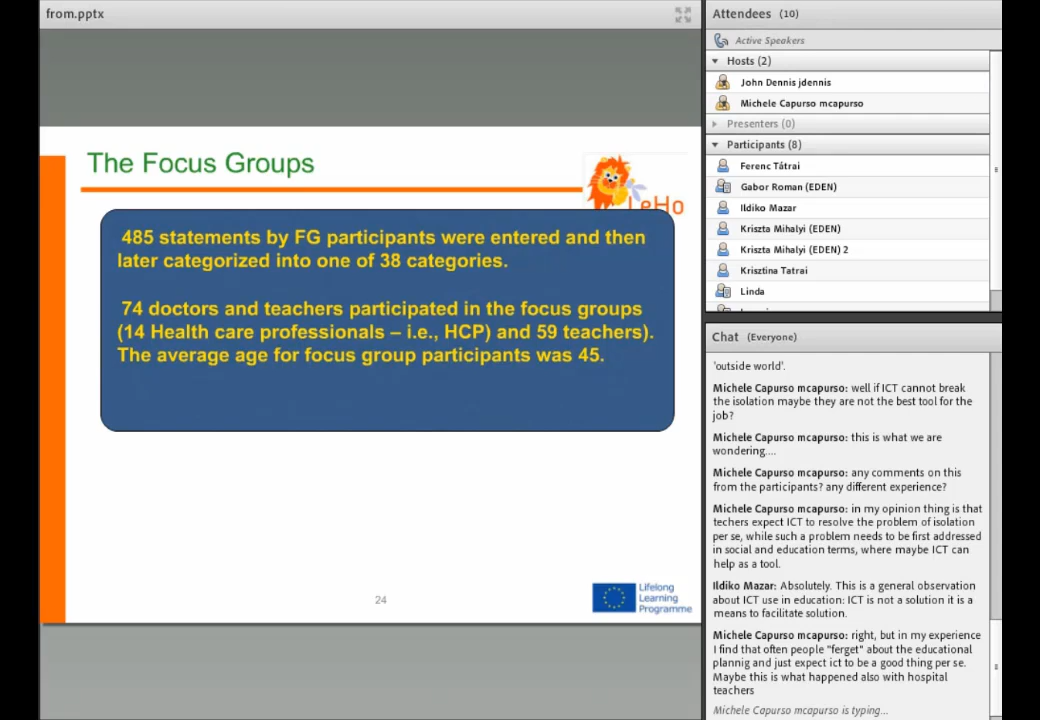 from.pptx
The Focus Groups
LeHo
485 statements by FG participants were entered and then
later categorized into one of 38 categories.
74 doctors and teachers participated in the focus groups
(14 Health care professionals – i.e., HCP) and 59 teachers).
The average age for focus group participants was 45.
24
Lifelong
Learning
Programme
Attendees (10)
Active Speakers
Hosts (2)
John Dennis jdennis
Michele Capurso mcapurso
Presenters (0)
Participants (8)
Ferenc Tátrai
Gabor Roman (EDEN)
Ildiko Mazar
Kriszta Mihalyi (EDEN)
Kriszta Mihalyi (EDEN) 2
Krisztina Tatrai
Linda
Chat (Everyone)
'outside world'.
Michele Capurso mcapurso: well if ICT cannot break
the isolation maybe they are not the best tool for the
job?
Michele Capurso mcapurso: this is what we are
wondering....
Michele Capurso mcapurso: any comments on this
from the participants? any different experience?
Michele Capurso mcapurso: in my opinion thing is that
techers expect ICT to resolve the problem of isolation
per se, while such a problem needs to be first addressed
in social and education terms, where maybe ICT can
help as a tool.
Ildiko Mazar: Absolutely. This is a general observation
about ICT use in education: ICT is not a solution it is a
means to facilitate solution.
Michele Capurso mcapurso: right, but in my experience
I find that often people "ferget" about the educational
plannig and just expect ict to be a good thing per se.
Maybe this is what happened also with hospital
teachers
Michele Capurso mcapurso is typing...